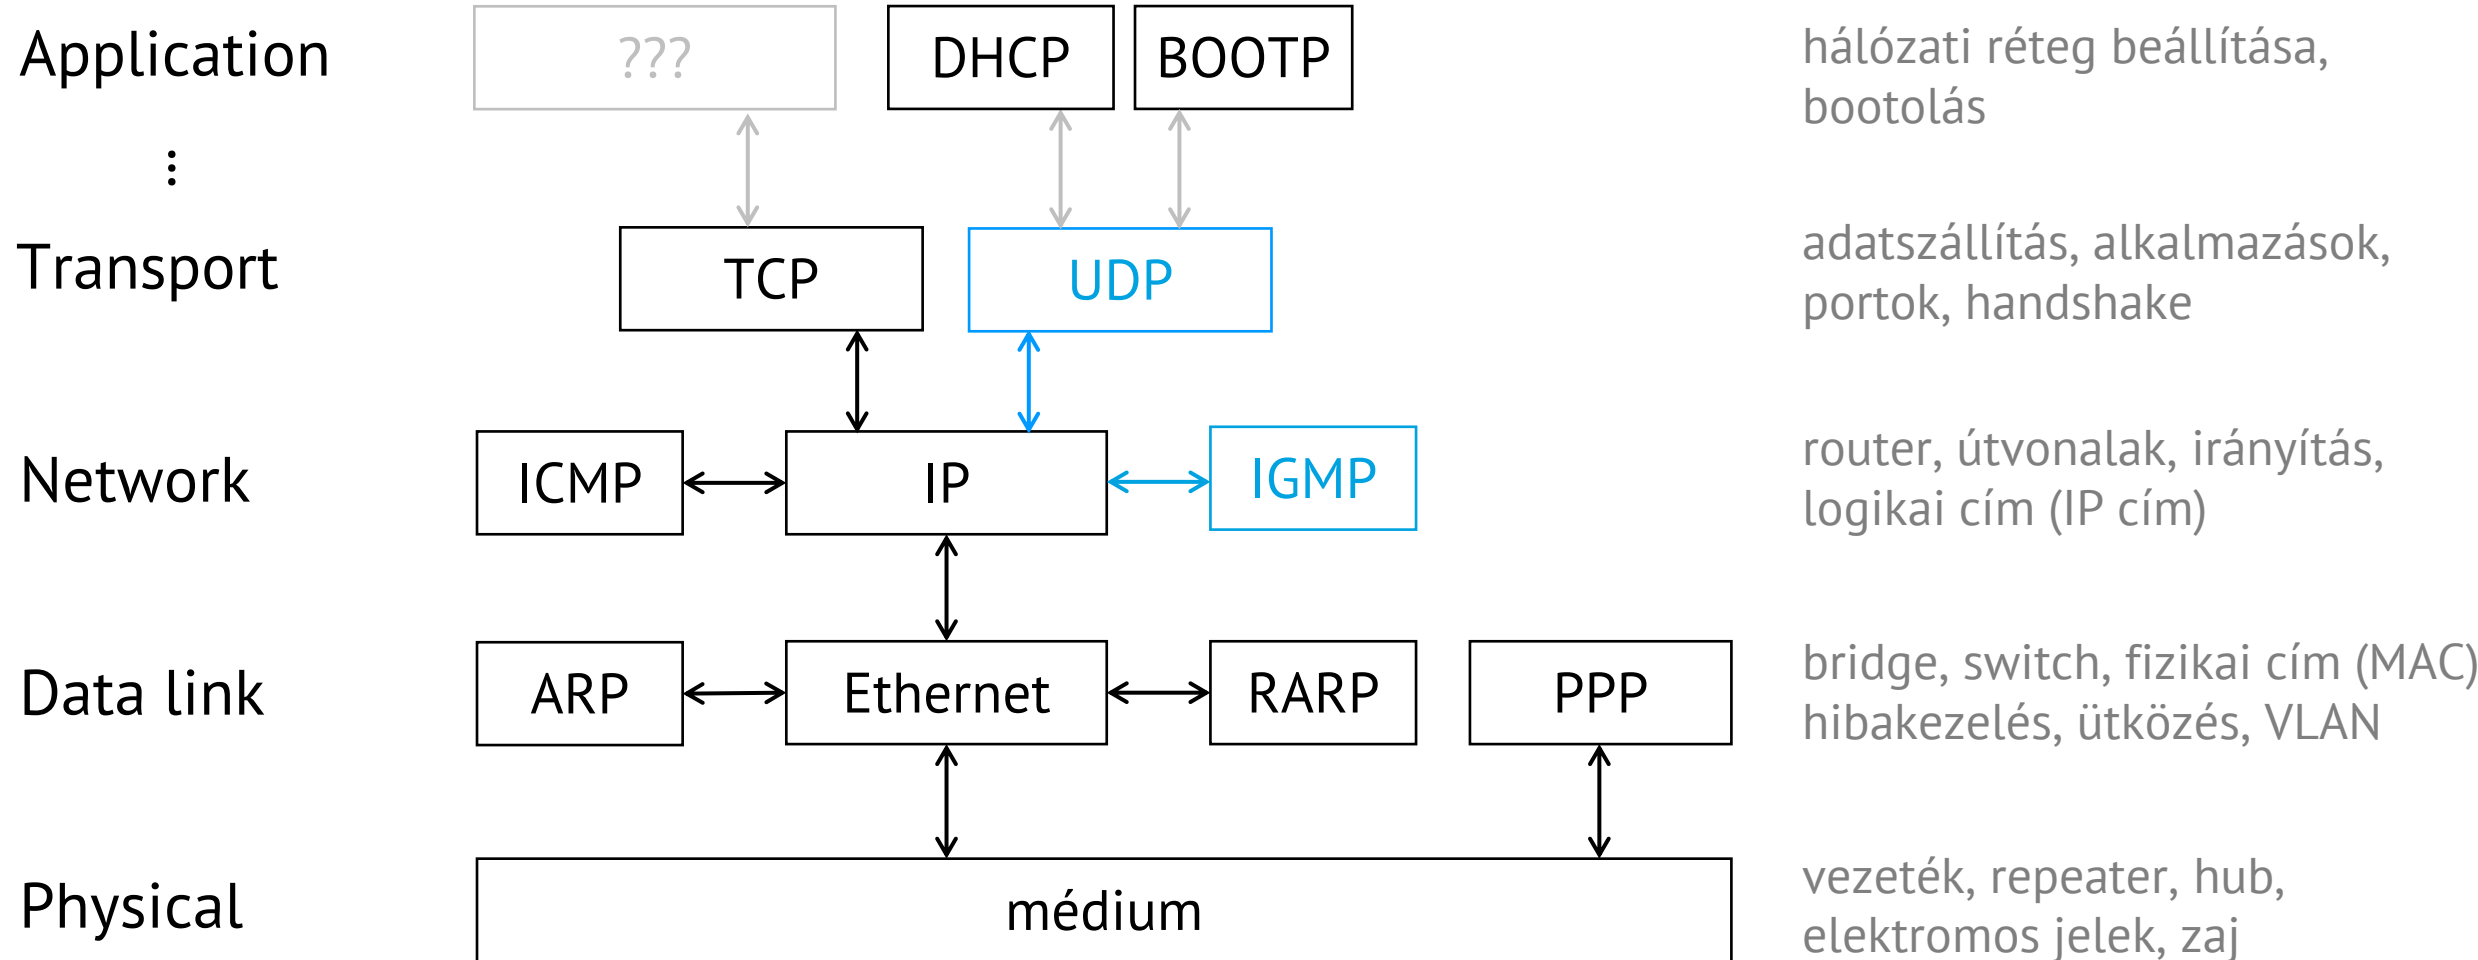 Application
???
DHCP
BOOTP
hálózati réteg beállítása,
bootolás
...
Transport
TCP
UDP
adatszállítás, alkalmazások,
portok, handshake
Network
ICMP
IP
IGMP
router, útvonalak, irányítás,
logikai cím (IP cím)
Data link
ARP
Ethernet
RARP
PPP
bridge, switch, fizikai cím (MAC)
hibakezelés, ütközés, VLAN
Physical
médium
vezeték, repeater, hub,
elektromos jelek, zaj